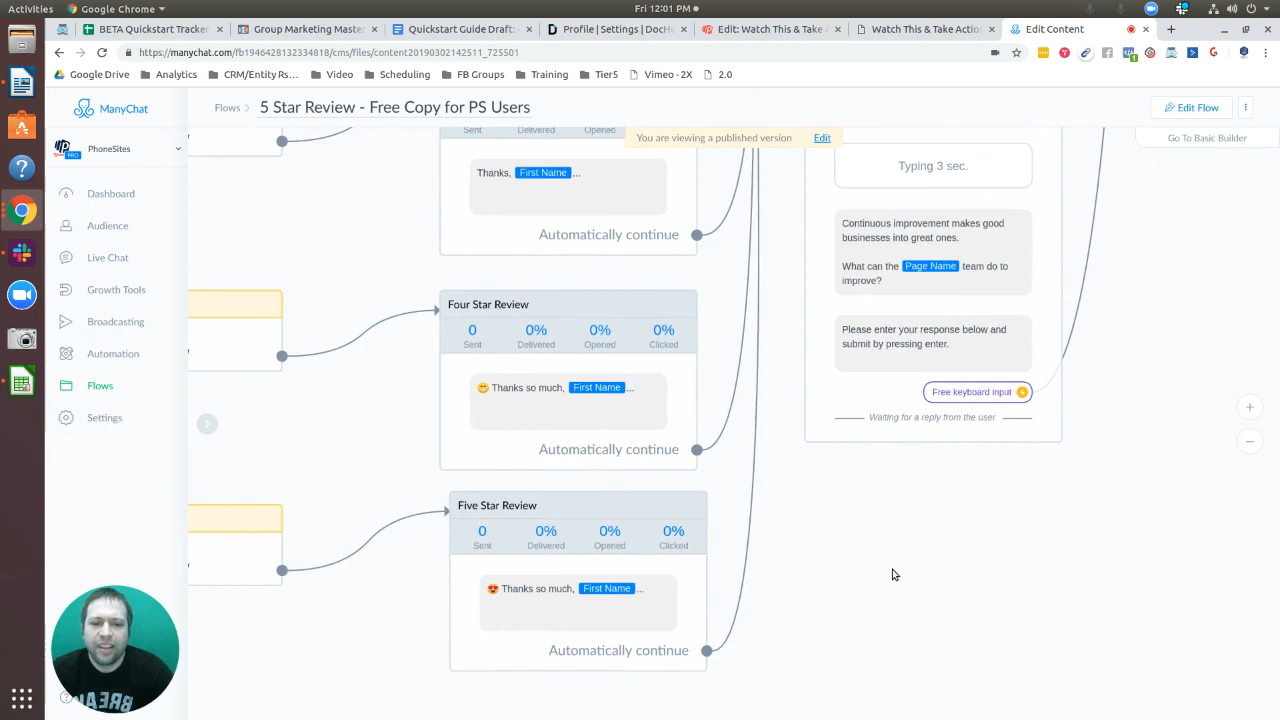 Activities
Google Chrome
Fri 12:01 PM
BETA Quickstart Tracker
Group Marketing Master
Quickstart Guide Draft:
Profile | Settings | DocH
Edit: Watch This & Take A
Watch This & Take Action
Edit Content
https://manychat.com/fb1946428132334818/cms/files/content20190302142511_725501
Google Drive
Analytics
CRM/Entity Rs…
Video
Scheduling
FB Groups
Training
Tier5
Vimeo - 2X
2.0
ManyChat
Flows
5 Star Review - Free Copy for PS Users
Edit Flow
You are viewing a published version
Edit
Go To Basic Builder
PhoneSites
PRO
Dashboard
Audience
Live Chat
Growth Tools
Broadcasting
Automation
Flows
Settings
Sent
Delivered
Opened
Thanks, First Name ...
Automatically continue
Four Star Review
0 0% 0% 0%
Sent Delivered Opened Clicked
Thanks so much, First Name ...
Automatically continue
Five Star Review
0 0% 0% 0%
Sent Delivered Opened Clicked
Thanks so much, First Name ...
Automatically continue
Typing 3 sec.
Continuous improvement makes good
businesses into great ones.
What can the Page Name team do to
improve?
Please enter your response below and
submit by pressing enter.
Free keyboard input
Waiting for a reply from the user
BREAK